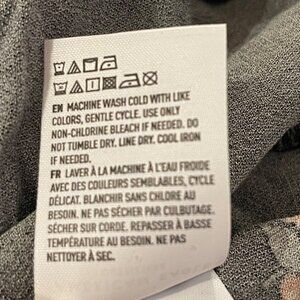 EN MACHINE WASH COLD WITH LIKE
COLORS, GENTLE CYCLE. USE ONLY
NON-CHLORINE BLEACH IF NEEDED. DO
NOT TUMBLE DRY. LINE DRY. COOL IRON
IF NEEDED.
FR LAVER À LA MACHINE À L'EAU FROIDE
AVEC DES COULEURS SEMBLABLES, CYCLE
DÉLICAT. BLANCHIR SANS CHLORE AU
BESOIN. NE PAS SÉCHER PAR CULBUTAGE.
SÉCHER SUR CORDE. REPASSER À BASSE
TEMPÉRATURE AU BESOIN. NE PAS
NETTOYER À SEC.